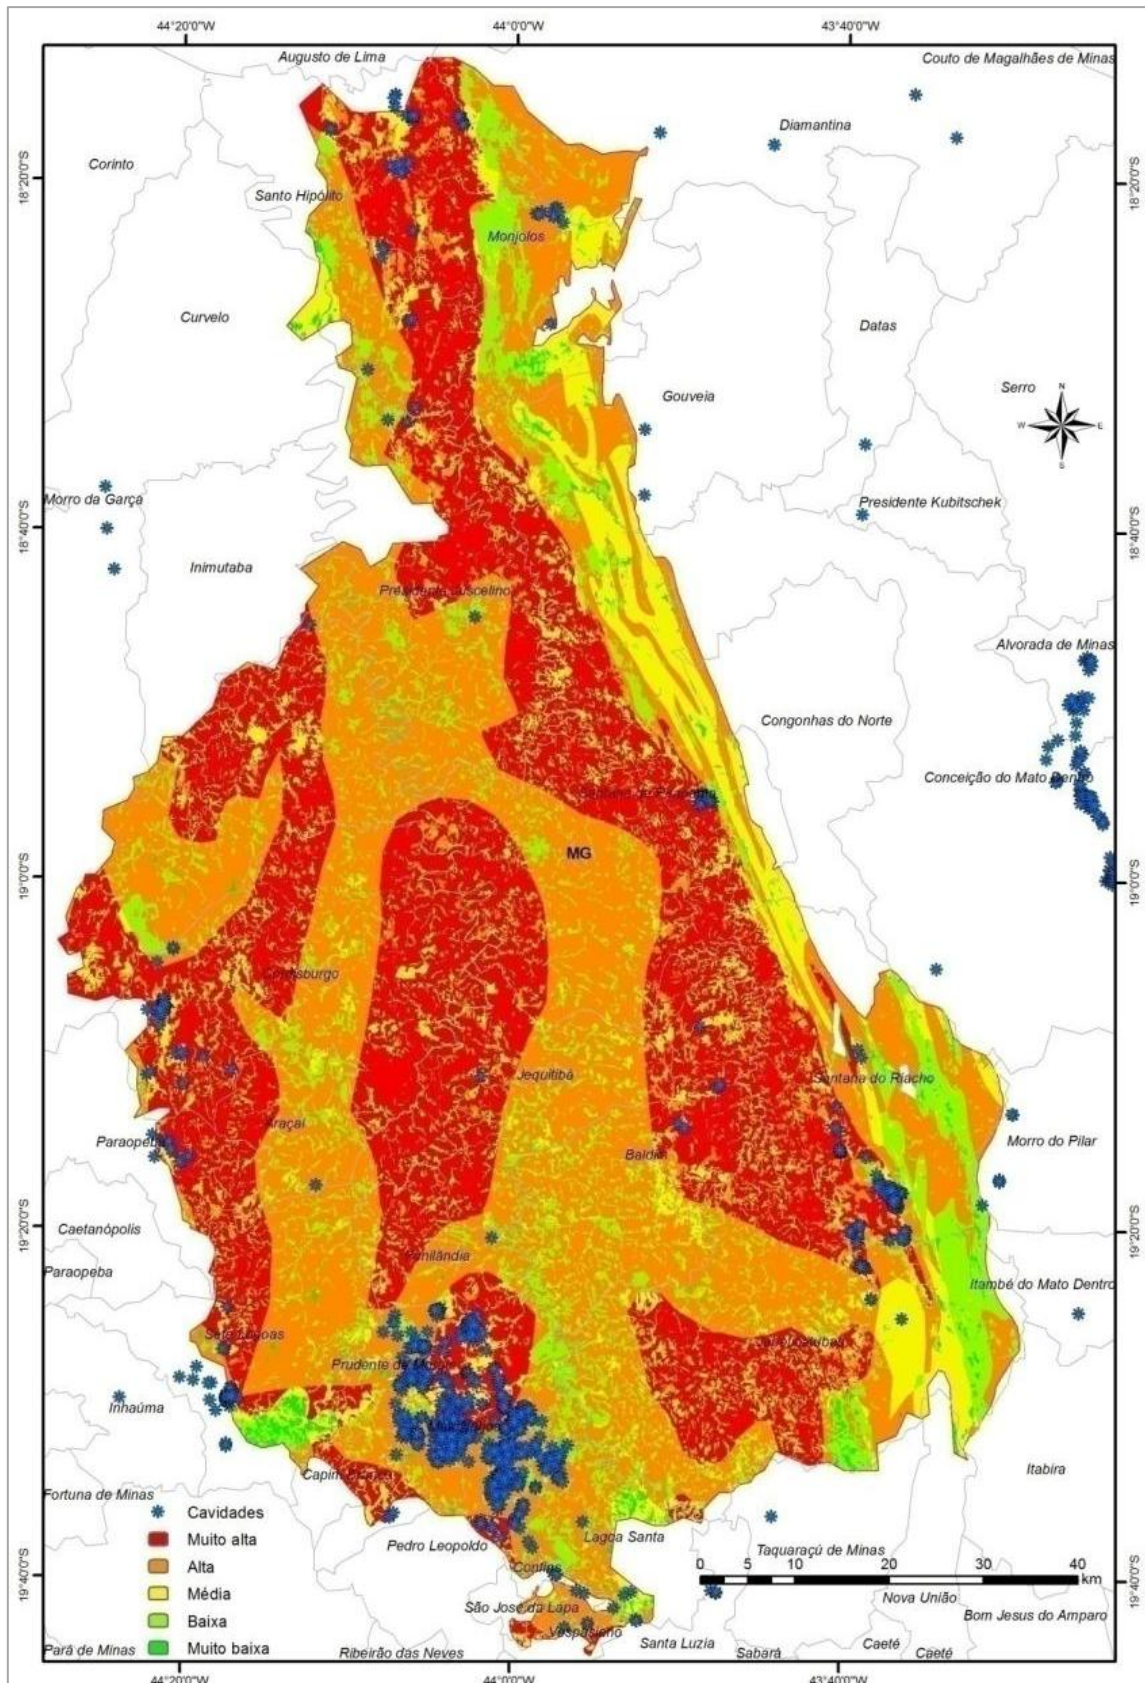 44°20'0"W
44°0'0"W
43°40'0"W
Augusto de Lima
Couto de Magalhães de Minas
Diamantina
Corinto
18°20'0"S
18°20'0"S
Santo Hipólito
Monjolos
Curvelo
Datas
Serro
N
Gouveia
W
E
S
Morro da Garça
Presidente Kubitschek
18°40'0"S
18°40'0"S
Inimutaba
Presidente Juscelino
Alvorada de Minas
Congonhas do Norte
Conceição do Mato Dentro
Santana de Pirapama
MG
19°0'0"S
19°0'0"S
Cordisburgo
Jequitibá
Santana do Riacho
Araçaí
Paraopeba
Morro do Pilar
Baldim
Caetanópolis
19°20'0"S
19°20'0"S
Funilândia
Paraopeba
Itambé do Mato Dentro
Sete Lagoas
Jaboticatubas
Prudente de Morais
Inhaúma
Matozinhos
Itabira
Capim Branco
Fortuna de Minas
Cavidades
Muito alta
Lagoa Santa
Pedro Leopoldo
Taquaraçú de Minas
Alta
Confins
0 5 10 20 30 40
km
19°40'0"S
19°40'0"S
Média
Nova União
São José da Lapa
Bom Jesus do Amparo
Baixa
Vespasiano
Santa Luzia
Caeté
Muito baixa
Pará de Minas
Ribeirão das Neves
Sabará
Caeté
44°20'0"W
44°0'0"W
43°40'0"W